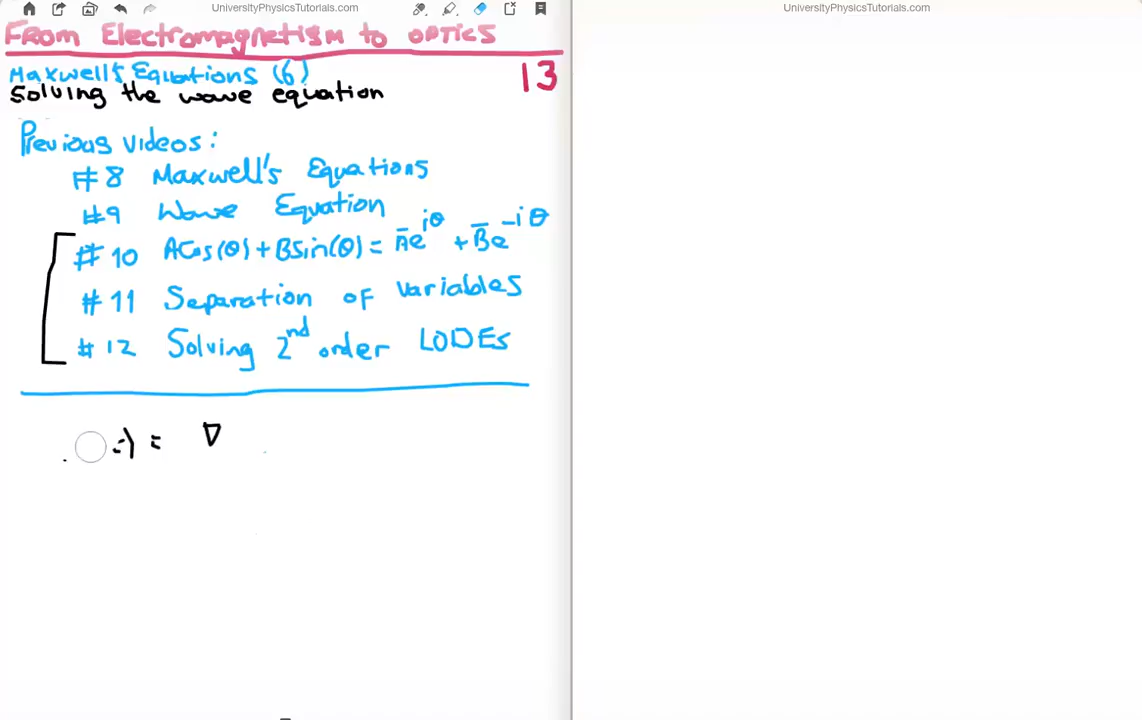 UniversityPhysicsTutorials.com
UniversityPhysicsTutorials.com
From Electromagnetism to OPTICS
Maxwell's Equations (6)
13
Solving the wave equation
Previous videos:
#8 Maxwell's Equations
#9 Wave Equation
#10 ACos(θ)+BSin(θ) = A̅e^{iθ} + B̅e^{-iθ}
#11 Separation of variables
#12 Solving 2nd order LODEs
) = ∇